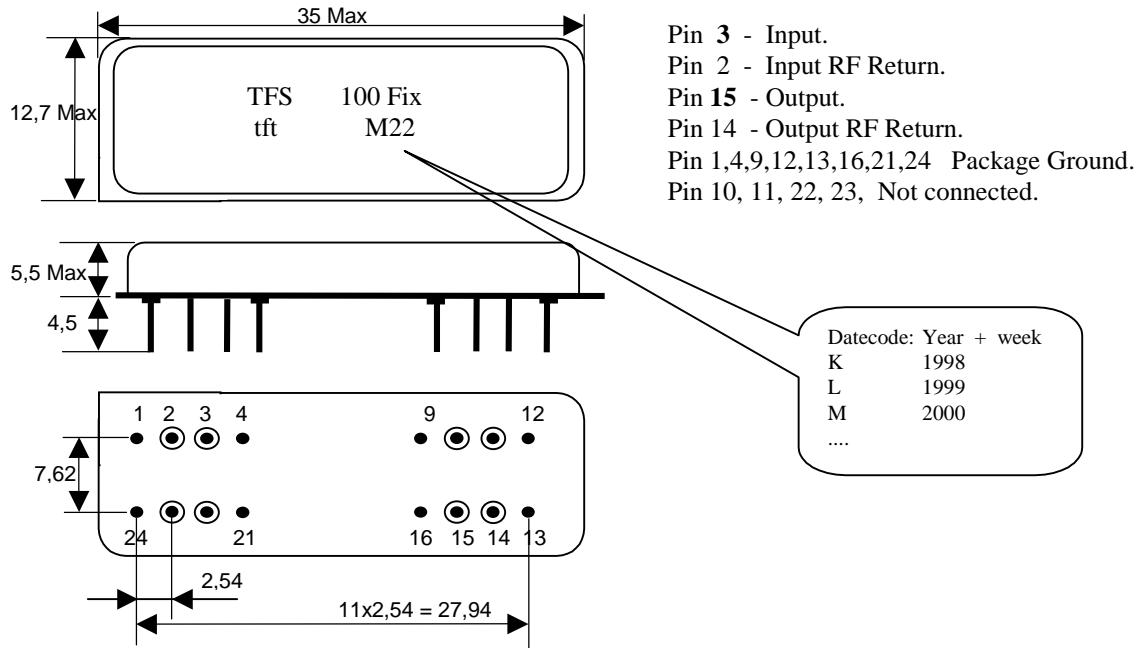 35 Max
12,7 Max
TFS 100 Fix
tft M22
Pin 3 - Input.
Pin 2 - Input RF Return.
Pin 15 - Output.
Pin 14 - Output RF Return.
Pin 1,4,9,12,13,16,21,24 Package Ground.
Pin 10, 11, 22, 23, Not connected.
5,5 Max
4,5
Datecode: Year + week
K 1998
L 1999
M 2000
....
1 2 3 4 9 12
7,62
24 21 16 15 14 13
2,54
11x2,54 = 27,94